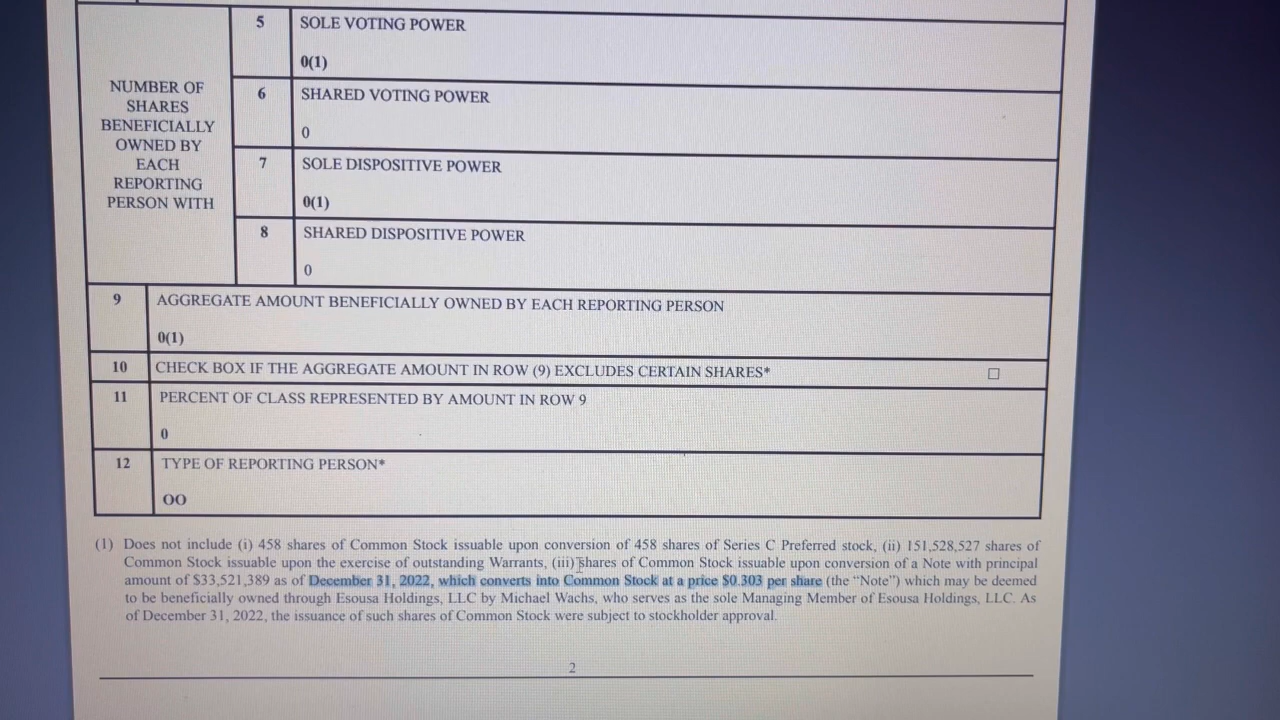 5 SOLE VOTING POWER
0(1)
NUMBER OF
SHARES
BENEFICIALLY
OWNED BY
EACH
REPORTING
PERSON WITH
6 SHARED VOTING POWER
0
7 SOLE DISPOSITIVE POWER
0(1)
8 SHARED DISPOSITIVE POWER
0
9 AGGREGATE AMOUNT BENEFICIALLY OWNED BY EACH REPORTING PERSON
0(1)
10 CHECK BOX IF THE AGGREGATE AMOUNT IN ROW (9) EXCLUDES CERTAIN SHARES* ☐
11 PERCENT OF CLASS REPRESENTED BY AMOUNT IN ROW 9
0
12 TYPE OF REPORTING PERSON*
OO
(1) Does not include (i) 458 shares of Common Stock issuable upon conversion of 458 shares of Series C Preferred stock, (ii) 151,528,527 shares of
Common Stock issuable upon the exercise of outstanding Warrants, (iii) shares of Common Stock issuable upon conversion of a Note with principal
amount of $33,521,389 as of December 31, 2022, which converts into Common Stock at a price $0.303 per share (the “Note”) which may be deemed
to be beneficially owned through Esousa Holdings, LLC by Michael Wachs, who serves as the sole Managing Member of Esousa Holdings, LLC. As
of December 31, 2022, the issuance of such shares of Common Stock were subject to stockholder approval.
2